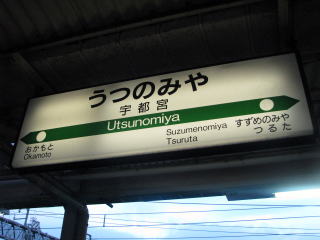 うつのみや
宇都宮
Utsunomiya
おかもと
Okamoto
Suzumenomiya すずめのみや
Tsuruta つるた